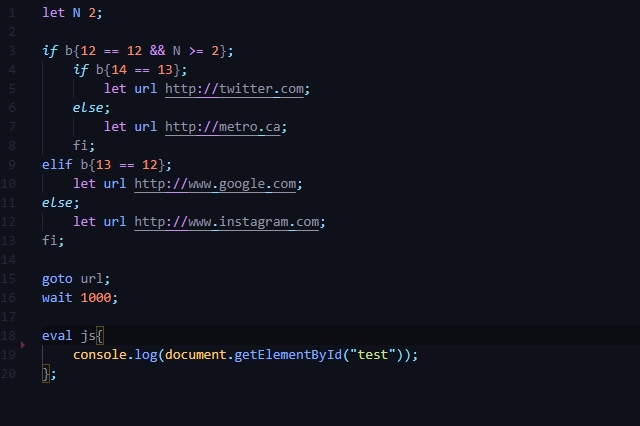 1 let N 2;
2
3 if b{12 == 12 && N >= 2};
4 if b{14 == 13};
5 let url http://twitter.com;
6 else;
7 let url http://metro.ca;
8 fi;
9 elif b{13 == 12};
10 let url http://www.google.com;
11 else;
12 let url http://www.instagram.com;
13 fi;
14
15 goto url;
16 wait 1000;
17
18 eval js{
19 console.log(document.getElementById("test"));
20 };